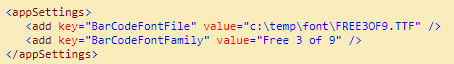 <appSettings>
<add key="BarCodeFontFile" value="c:\temp\font\FREE3OF9.TTF" />
<add key="BarCodeFontFamily" value="Free 3 of 9" />
</appSettings>